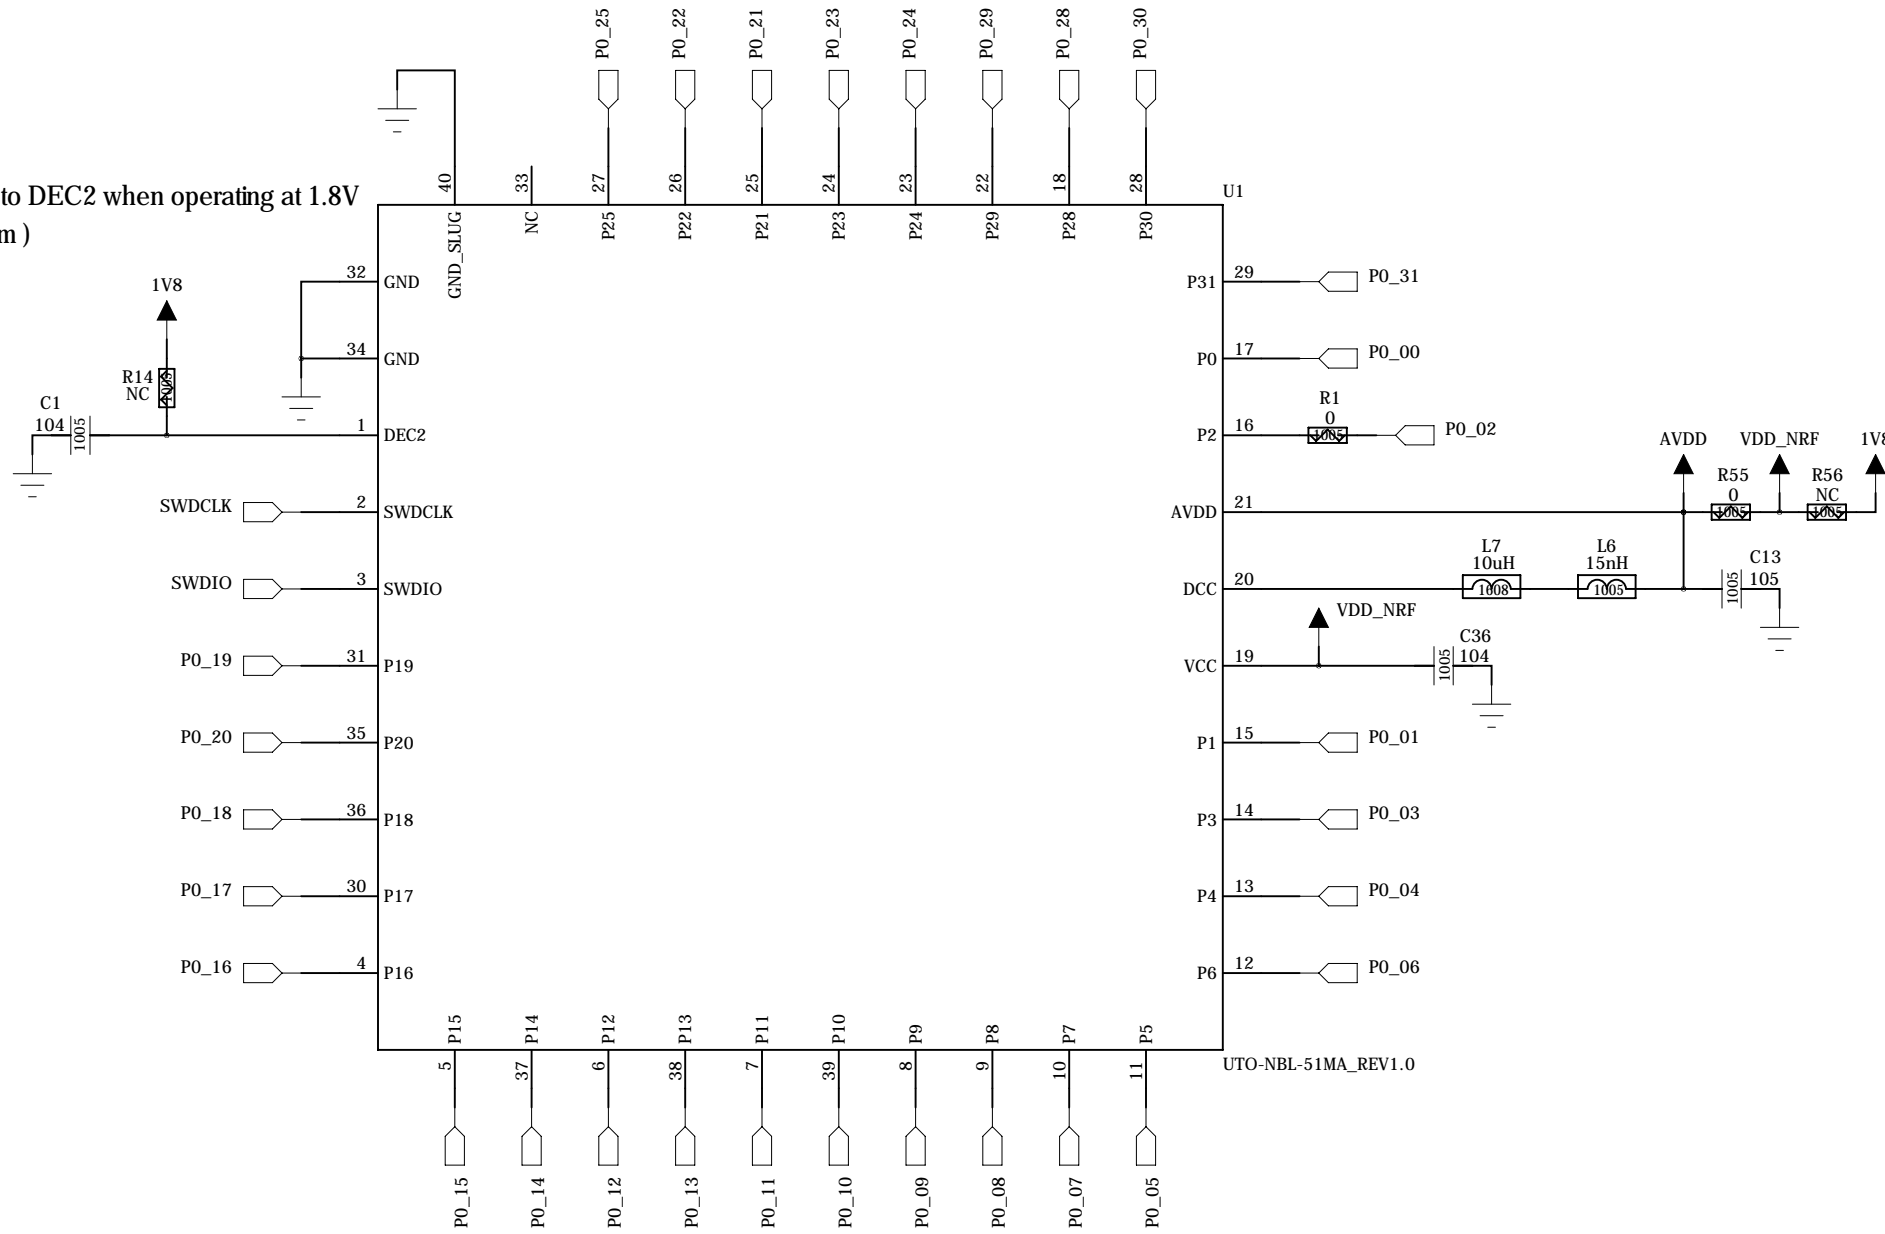 P0_25
P0_22
P0_21
P0_23
P0_24
P0_29
P0_28
P0_30
to DEC2 when operating at 1.8V
m )
40
33
27
26
25
24
23
22
18
28
U1
GND_SLUG
NC
P25
P22
P21
P23
P24
P29
P28
P30
32 GND
P31 29 P0_31
1V8
34 GND
P0 17 P0_00
R14
NC
1005
C1
104
1005
1 DEC2
R1
0
P2 16 1005 P0_02
AVDD VDD_NRF
R55 R56
0 NC
SWDCLK 2 SWDCLK
AVDD 21 1005 1005
L7 L6 C13
10uH 15nH 105
SWDIO 3 SWDIO
DCC 20 1008 1005 1005
VDD_NRF
C36
104
P0_19 31 P19
VCC 19 1005
P0_20 35 P20
P1 15 P0_01
P0_18 36 P18
P3 14 P0_03
P0_17 30 P17
P4 13 P0_04
P0_16 4 P16
P6 12 P0_06
P15
P14
P12
P13
P11
P10
P9
P8
P7
P5
5
37
6
38
7
39
8
9
10
11
UTO-NBL-51MA_REV1.0
P0_15
P0_14
P0_12
P0_13
P0_11
P0_10
P0_09
P0_08
P0_07
P0_05